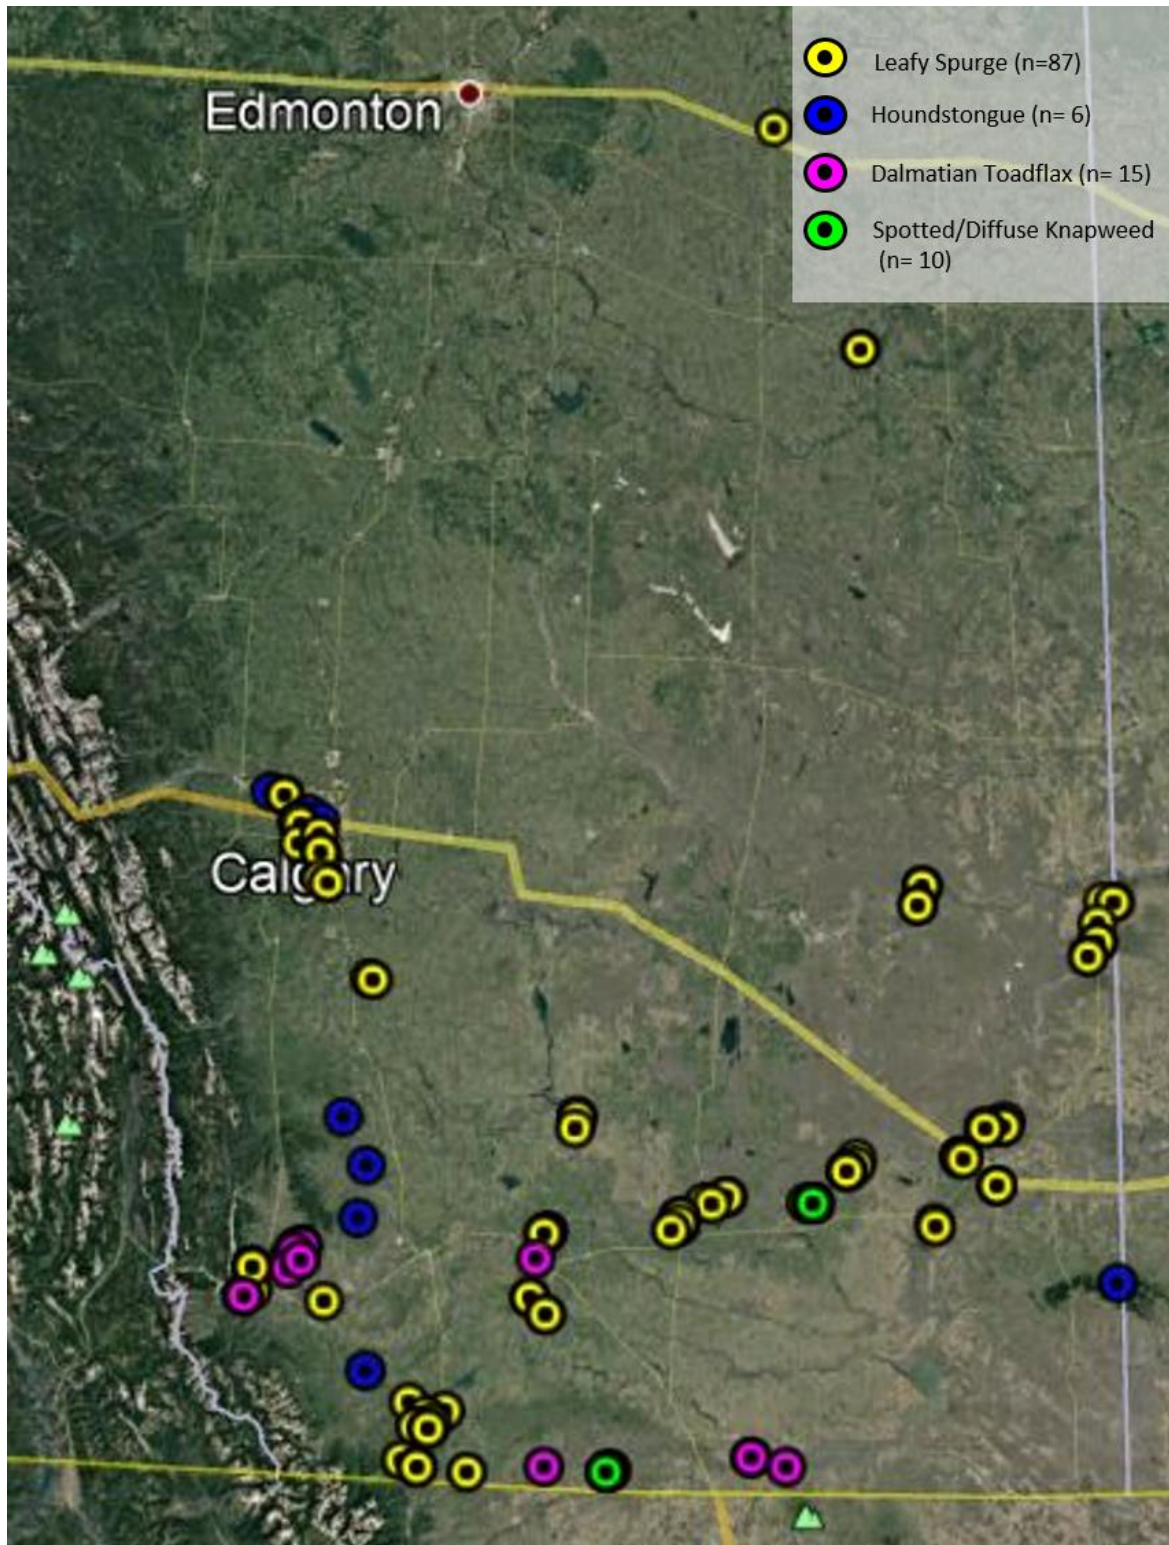 Leafy Spurge (n=87)
Houndstongue (n= 6)
Edmonton
Dalmatian Toadflax (n= 15)
Spotted/Diffuse Knapweed
(n= 10)
Calgary